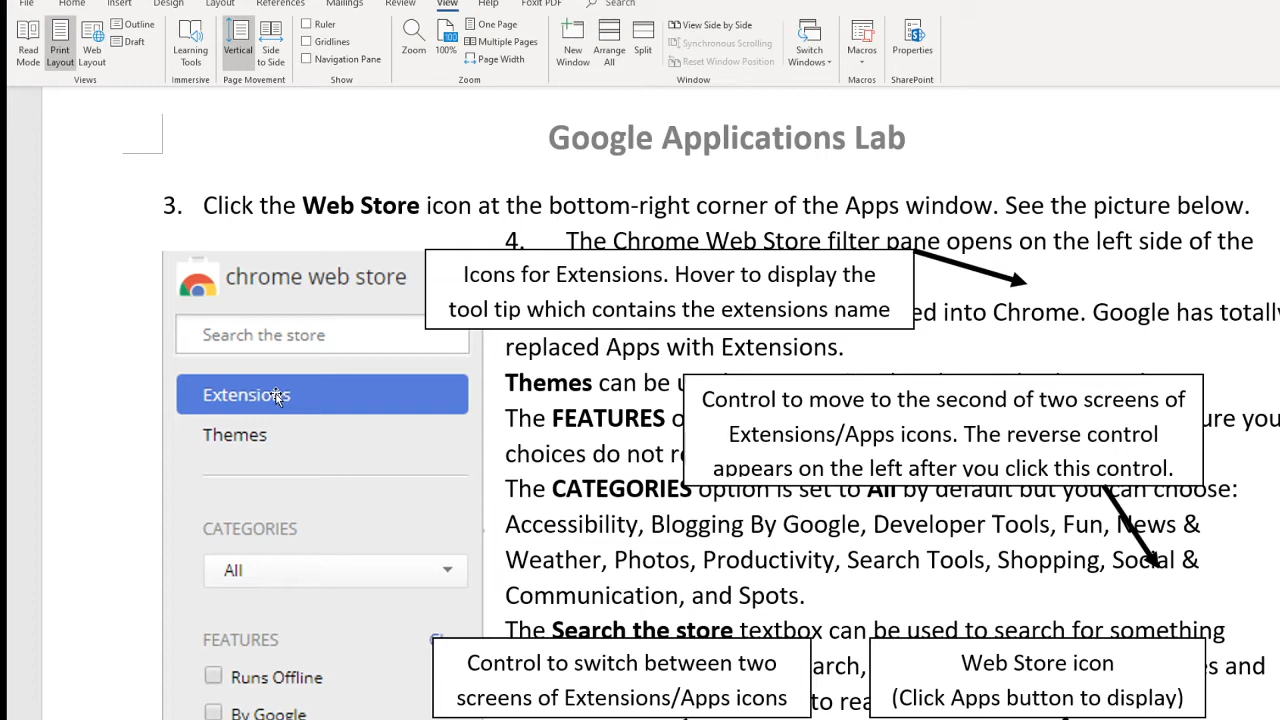 File Home Insert Design Layout References Mailings Review View Help Foxit PDF Search
Read Mode
Print Layout
Web Layout
Outline
Draft
Views
Learning Tools
Immersive
Vertical
Side to Side
Page Movement
Ruler
Gridlines
Navigation Pane
Show
Zoom
100%
One Page
Multiple Pages
Page Width
Zoom
New Window
Arrange All
Split
View Side by Side
Synchronous Scrolling
Reset Window Position
Window
Switch Windows
Macros
Macros
Properties
SharePoint
Google Applications Lab
3. Click the Web Store icon at the bottom-right corner of the Apps window. See the picture below.
4. The Chrome Web Store filter pane opens on the left side of the
Icons for Extensions. Hover to display the
tool tip which contains the extensions name
into Chrome. Google has totally
replaced Apps with Extensions.
Themes can be
Control to move to the second of two screens of
Extensions/Apps icons. The reverse control
appears on the left after you click this control.
The FEATURES
choices do not
The CATEGORIES option is set to All by default but you can choose:
Accessibility, Blogging By Google, Developer Tools, Fun, News &
Weather, Photos, Productivity, Search Tools, Shopping, Social &
Communication, and Spots.
The Search the store textbox can be used to search for something
Control to switch between two
screens of Extensions/Apps icons
Web Store icon
(Click Apps button to display)
and
to
chrome web store
Search the store
Extensions
Themes
CATEGORIES
All
FEATURES
Runs Offline
By Google